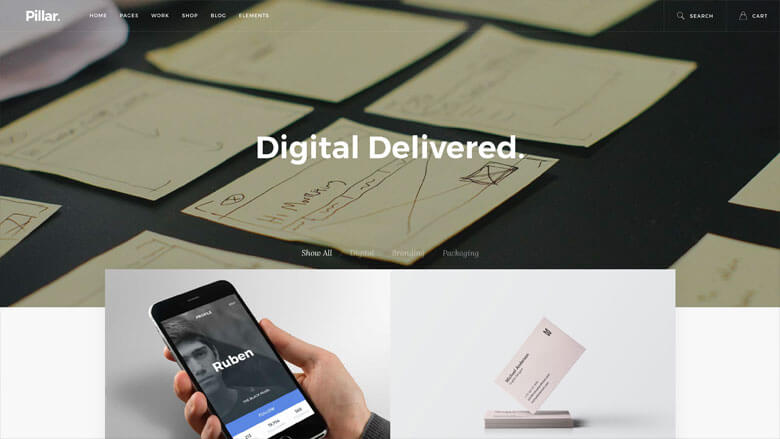 Pillar. HOME PAGES WORK SHOP BLOG ELEMENTS SEARCH CART
Digital Delivered.
Show All Digital Branding Packaging
PROFILE
Ruben
FOLLOW
Michael Anderson